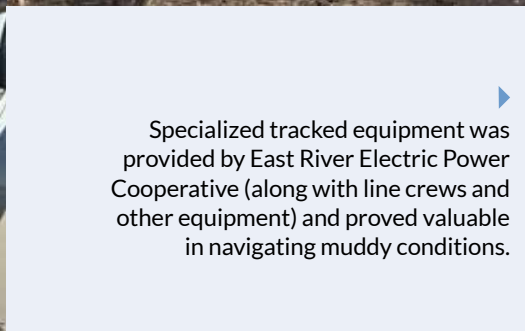 Specialized tracked equipment was
provided by East River Electric Power
Cooperative (along with line crews and
other equipment) and proved valuable
in navigating muddy conditions.